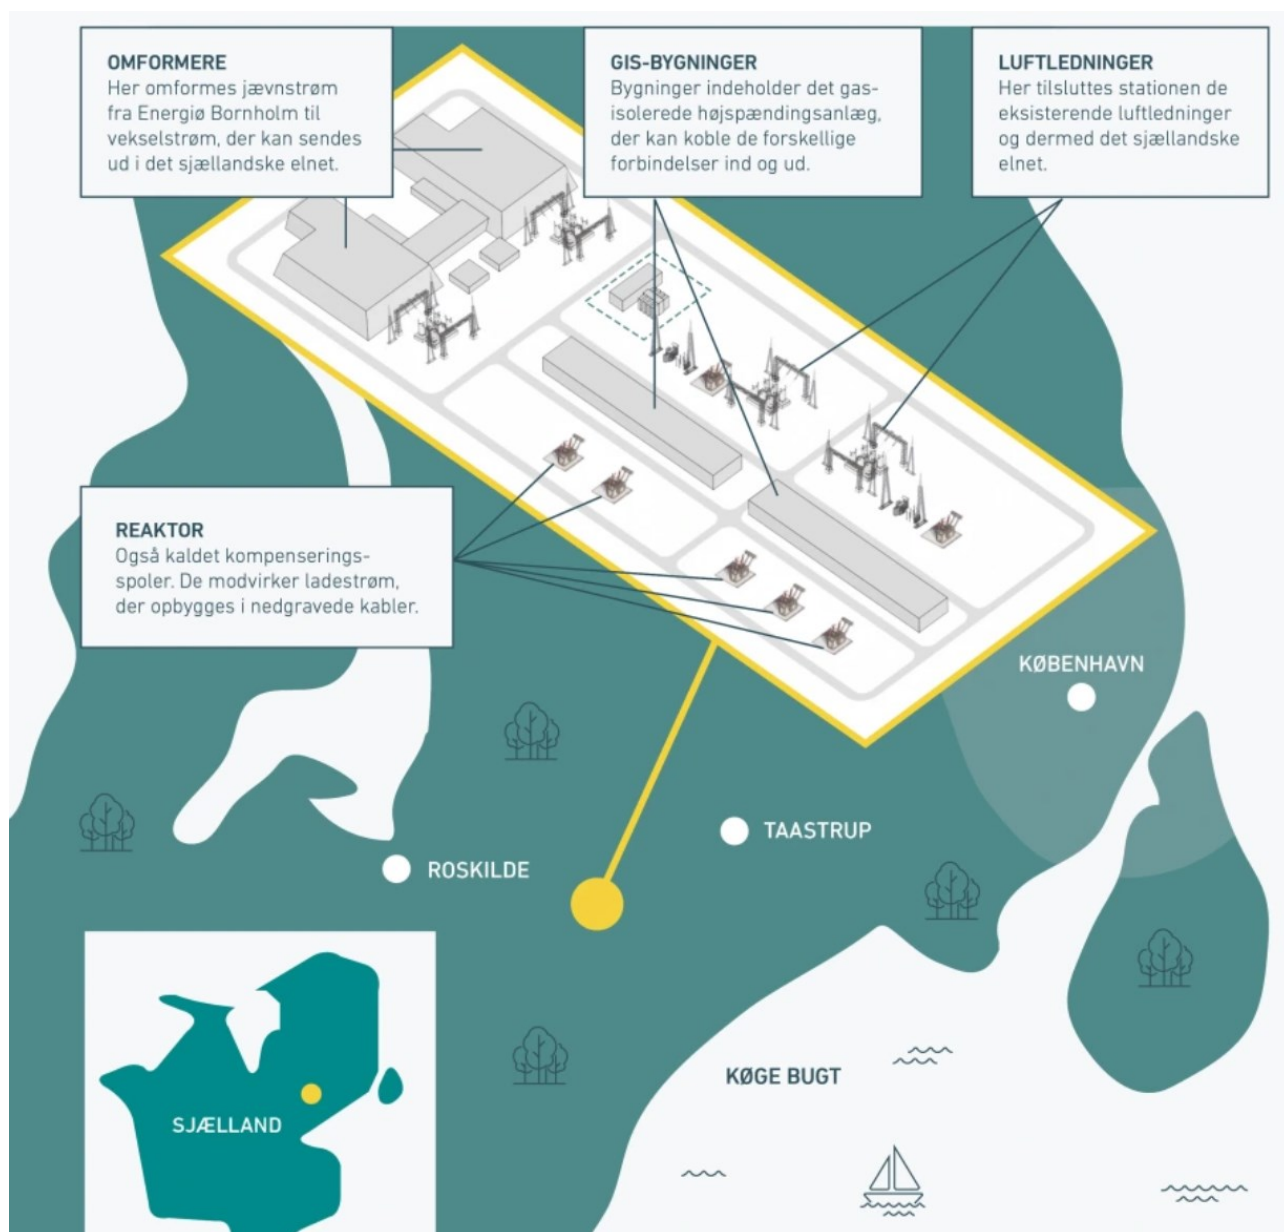 OMFORMERE
Her omformes jævnstrøm
fra Energiø Bornholm til
vekselstrøm, der kan sendes
ud i det sjællandske elnet.
GIS-BYGNINGER
Bygninger indeholder det gas-
isolerede højspændingsanlæg,
der kan koble de forskellige
forbindelser ind og ud.
LUFTLEDNINGER
Her tilsluttes stationen de
eksisterende luftledninger
og dermed det sjællandske
elnet.
REAKTOR
Også kaldet kompenserings-
spoler. De modvirker ladestrøm,
der opbygges i nedgravede kabler.
KØBENHAVN
TAASTRUP
ROSKILDE
KØGE BUGT
SJÆLLAND